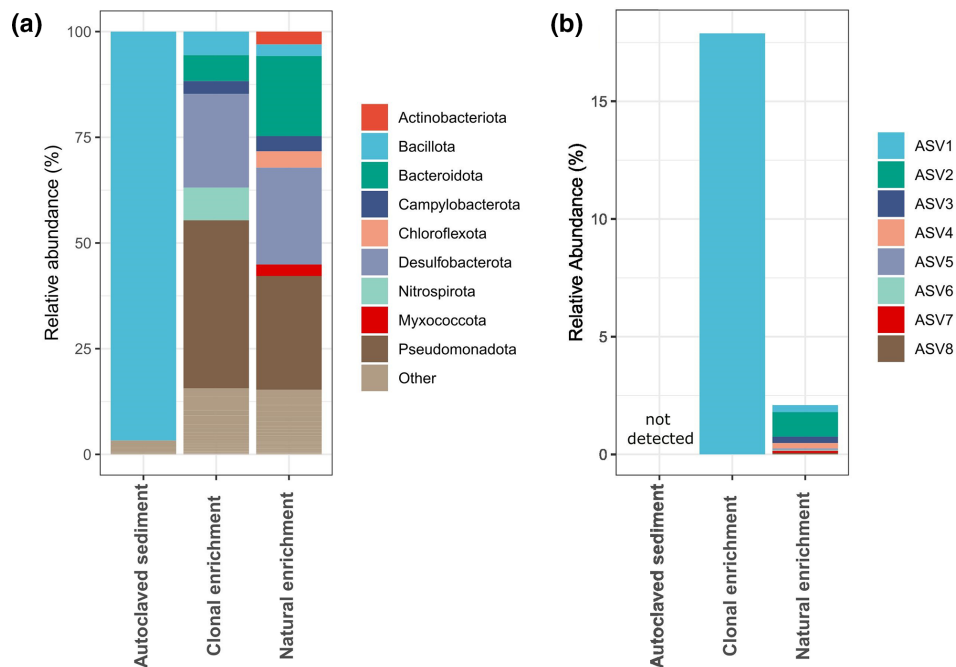 (a)
Relative abundance (%)
100
75
50
25
0
Autoclaved sediment
Clonal enrichment
Natural enrichment
Actinobacteriota
Bacillota
Bacteroidota
Campylobacterota
Chloroflexota
Desulfobacterota
Nitrospirota
Myxococcota
Pseudomonadota
Other
(b)
Relative Abundance (%)
15
10
5
0
not
detected
Autoclaved sediment
Clonal enrichment
Natural enrichment
ASV1
ASV2
ASV3
ASV4
ASV5
ASV6
ASV7
ASV8